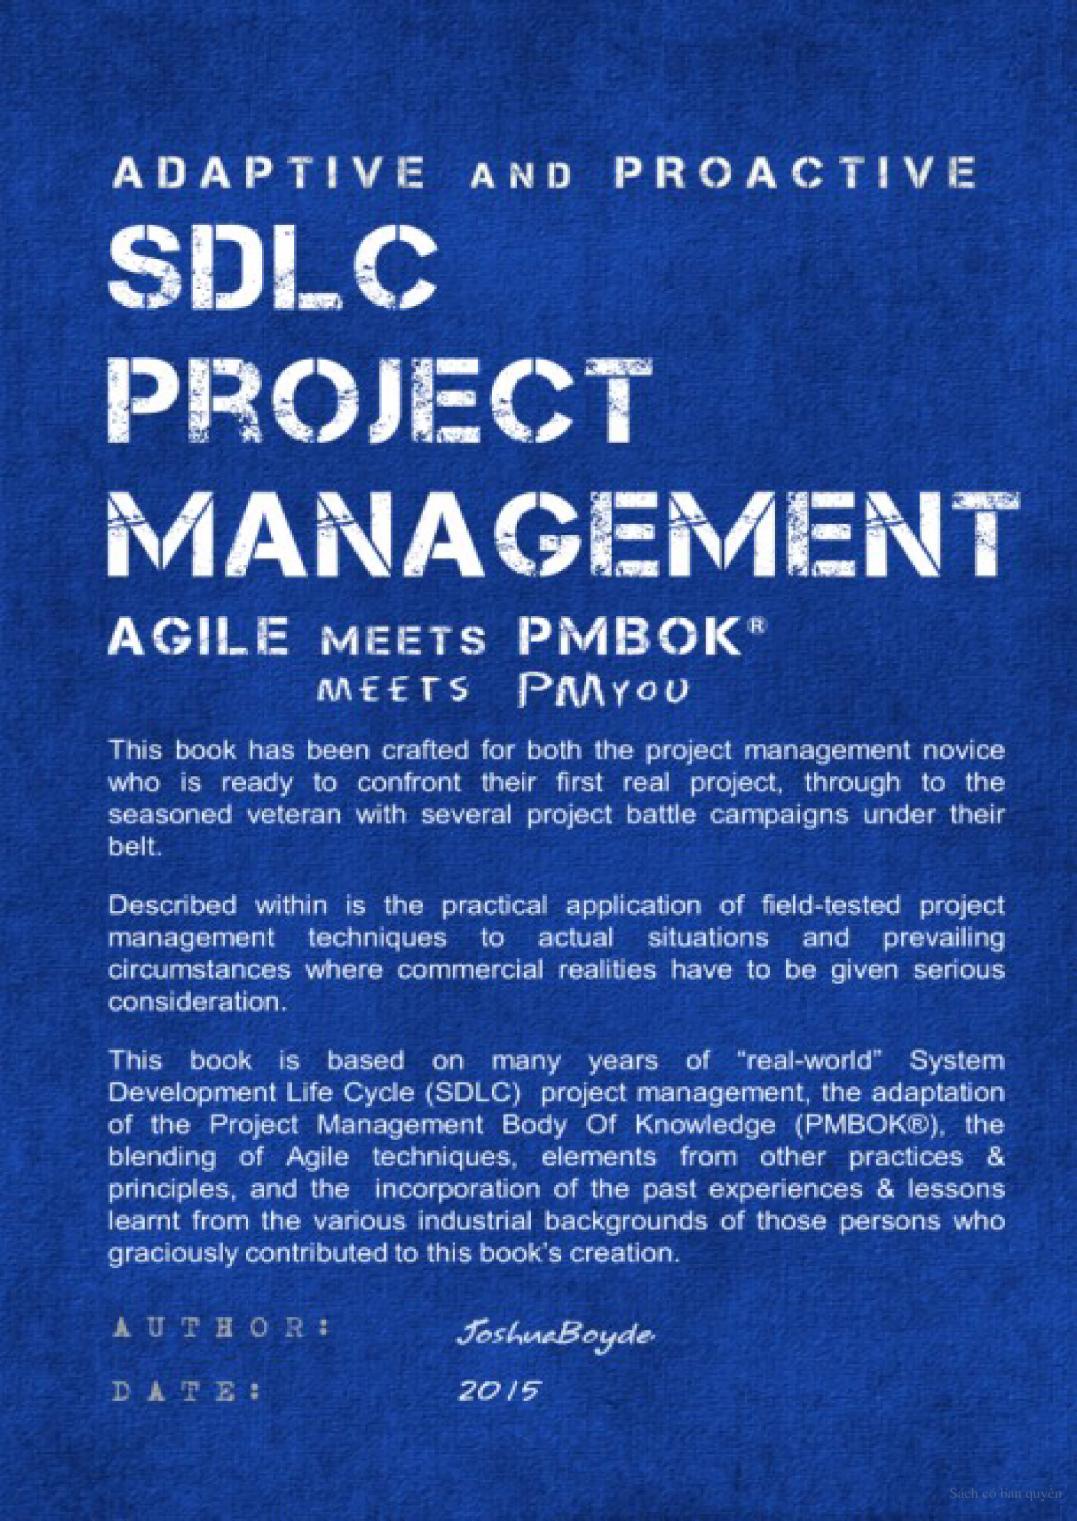 ADAPTIVE AND PROACTIVE
SDLC
PROJECT
MANAGEMENT
AGILE MEETS PMBOK®
MEETS PMYOU
This book has been crafted for both the project management novice
who is ready to confront their first real project, through to the
seasoned veteran with several project battle campaigns under their
belt.
Described within is the practical application of field-tested project
management techniques to actual situations and prevailing
circumstances where commercial realities have to be given serious
consideration.
This book is based on many years of “real-world” System
Development Life Cycle (SDLC) project management, the adaptation
of the Project Management Body Of Knowledge (PMBOK®), the
blending of Agile techniques, elements from other practices &
principles, and the incorporation of the past experiences & lessons
learnt from the various industrial backgrounds of those persons who
graciously contributed to this book’s creation.
AUTHOR: JoshuaBoyde
DATE: 2015
Sách có bản quyền